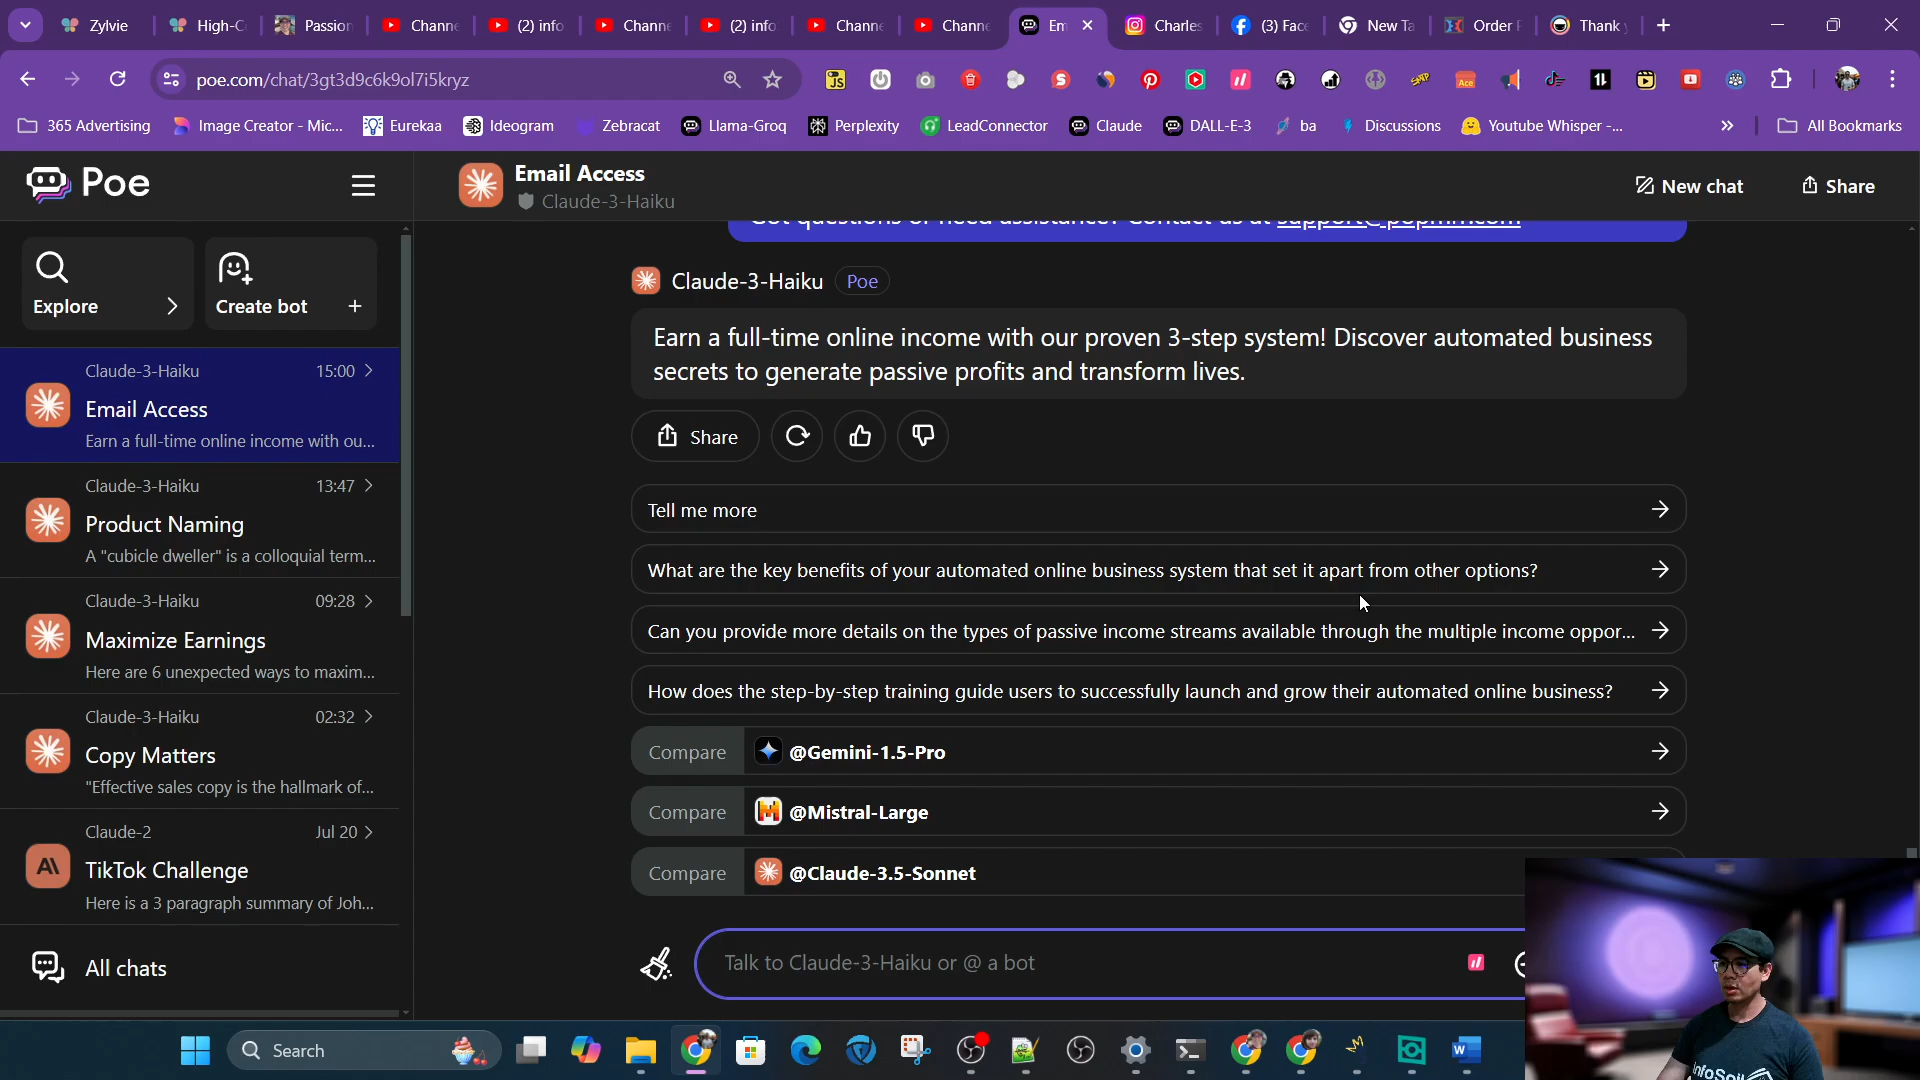 Zylvie
High-C
Passion
Channe
(2) info
Channe
(2) info
Channe
Channe
Em
Charles
(3) Face
New Ta
Order F
Thank y
poe.com/chat/3gt3d9c6k9ol7i5kryz
365 Advertising
Image Creator - Mic...
Eurekaa
Ideogram
Zebracat
Llama-Groq
Perplexity
LeadConnector
Claude
DALL-E-3
ba
Discussions
Youtube Whisper -...
All Bookmarks
Poe
Email Access
Claude-3-Haiku
New chat
Share
Explore
Create bot
Got questions or need assistance? Contact us at support@popmm.com
Claude-3-Haiku Poe
Earn a full-time online income with our proven 3-step system! Discover automated business
secrets to generate passive profits and transform lives.
Share
Claude-3-Haiku 15:00
Email Access
Earn a full-time online income with ou...
Claude-3-Haiku 13:47
Product Naming
A "cubicle dweller" is a colloquial term...
Claude-3-Haiku 09:28
Maximize Earnings
Here are 6 unexpected ways to maxim...
Claude-3-Haiku 02:32
Copy Matters
"Effective sales copy is the hallmark of...
Claude-2 Jul 20
TikTok Challenge
Here is a 3 paragraph summary of Joh...
All chats
Tell me more
What are the key benefits of your automated online business system that set it apart from other options?
Can you provide more details on the types of passive income streams available through the multiple income oppor...
How does the step-by-step training guide users to successfully launch and grow their automated online business?
Compare @Gemini-1.5-Pro
Compare @Mistral-Large
Compare @Claude-3.5-Sonnet
Talk to Claude-3-Haiku or @ a bot
Search